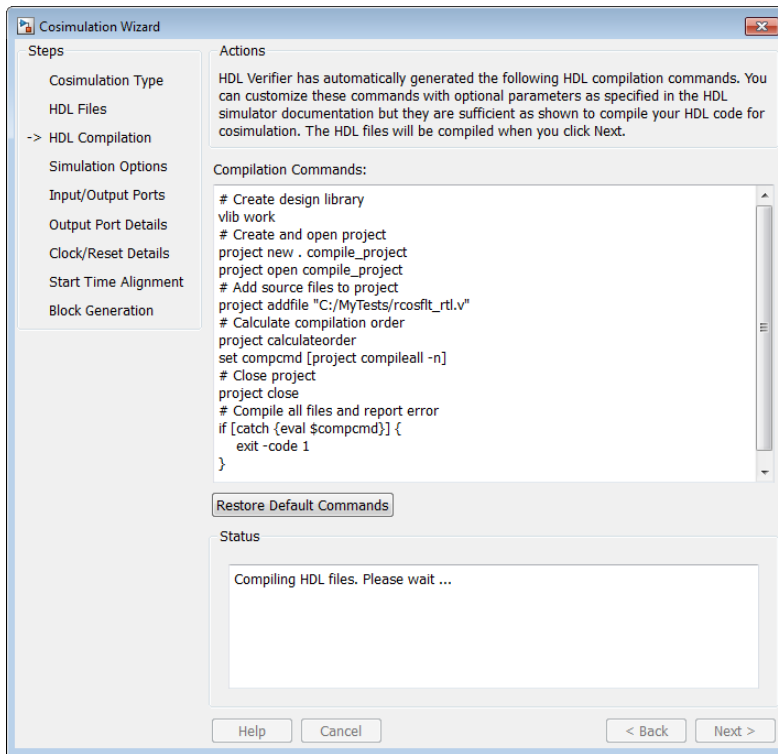 Cosimulation Wizard
Steps
Cosimulation Type
HDL Files
-> HDL Compilation
Simulation Options
Input/Output Ports
Output Port Details
Clock/Reset Details
Start Time Alignment
Block Generation
Actions
HDL Verifier has automatically generated the following HDL compilation commands. You
can customize these commands with optional parameters as specified in the HDL
simulator documentation but they are sufficient as shown to compile your HDL code for
cosimulation. The HDL files will be compiled when you click Next.
Compilation Commands:
# Create design library
vlib work
# Create and open project
project new . compile_project
project open compile_project
# Add source files to project
project addfile "C:/MyTests/rcosflt_rtl.v"
# Calculate compilation order
project calculateorder
set compcmd [project compileall -n]
# Close project
project close
# Compile all files and report error
if [catch {eval $compcmd}] {
exit -code 1
}
Restore Default Commands
Status
Compiling HDL files. Please wait ...
Help Cancel < Back Next >